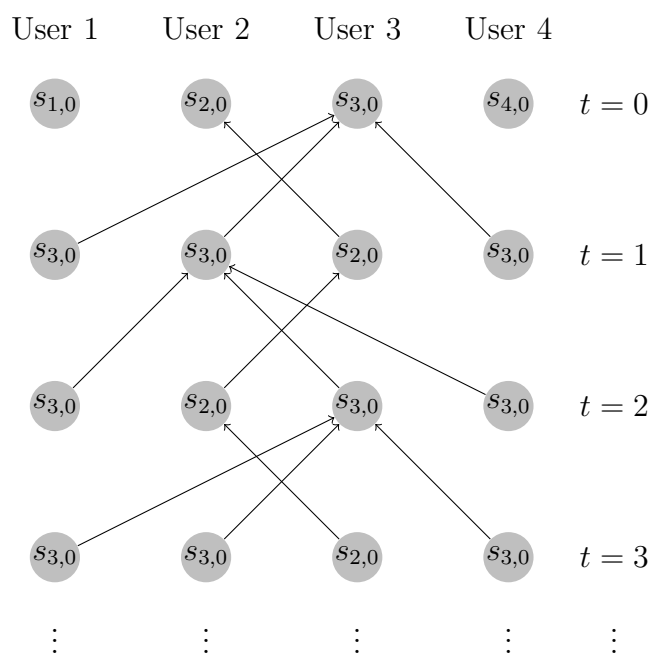 User 1 User 2 User 3 User 4
s1,0 s2,0 s3,0 s4,0 t = 0
s3,0 s3,0 s2,0 s3,0 t = 1
s3,0 s2,0 s3,0 s3,0 t = 2
s3,0 s3,0 s2,0 s3,0 t = 3
⋮ ⋮ ⋮ ⋮ ⋮